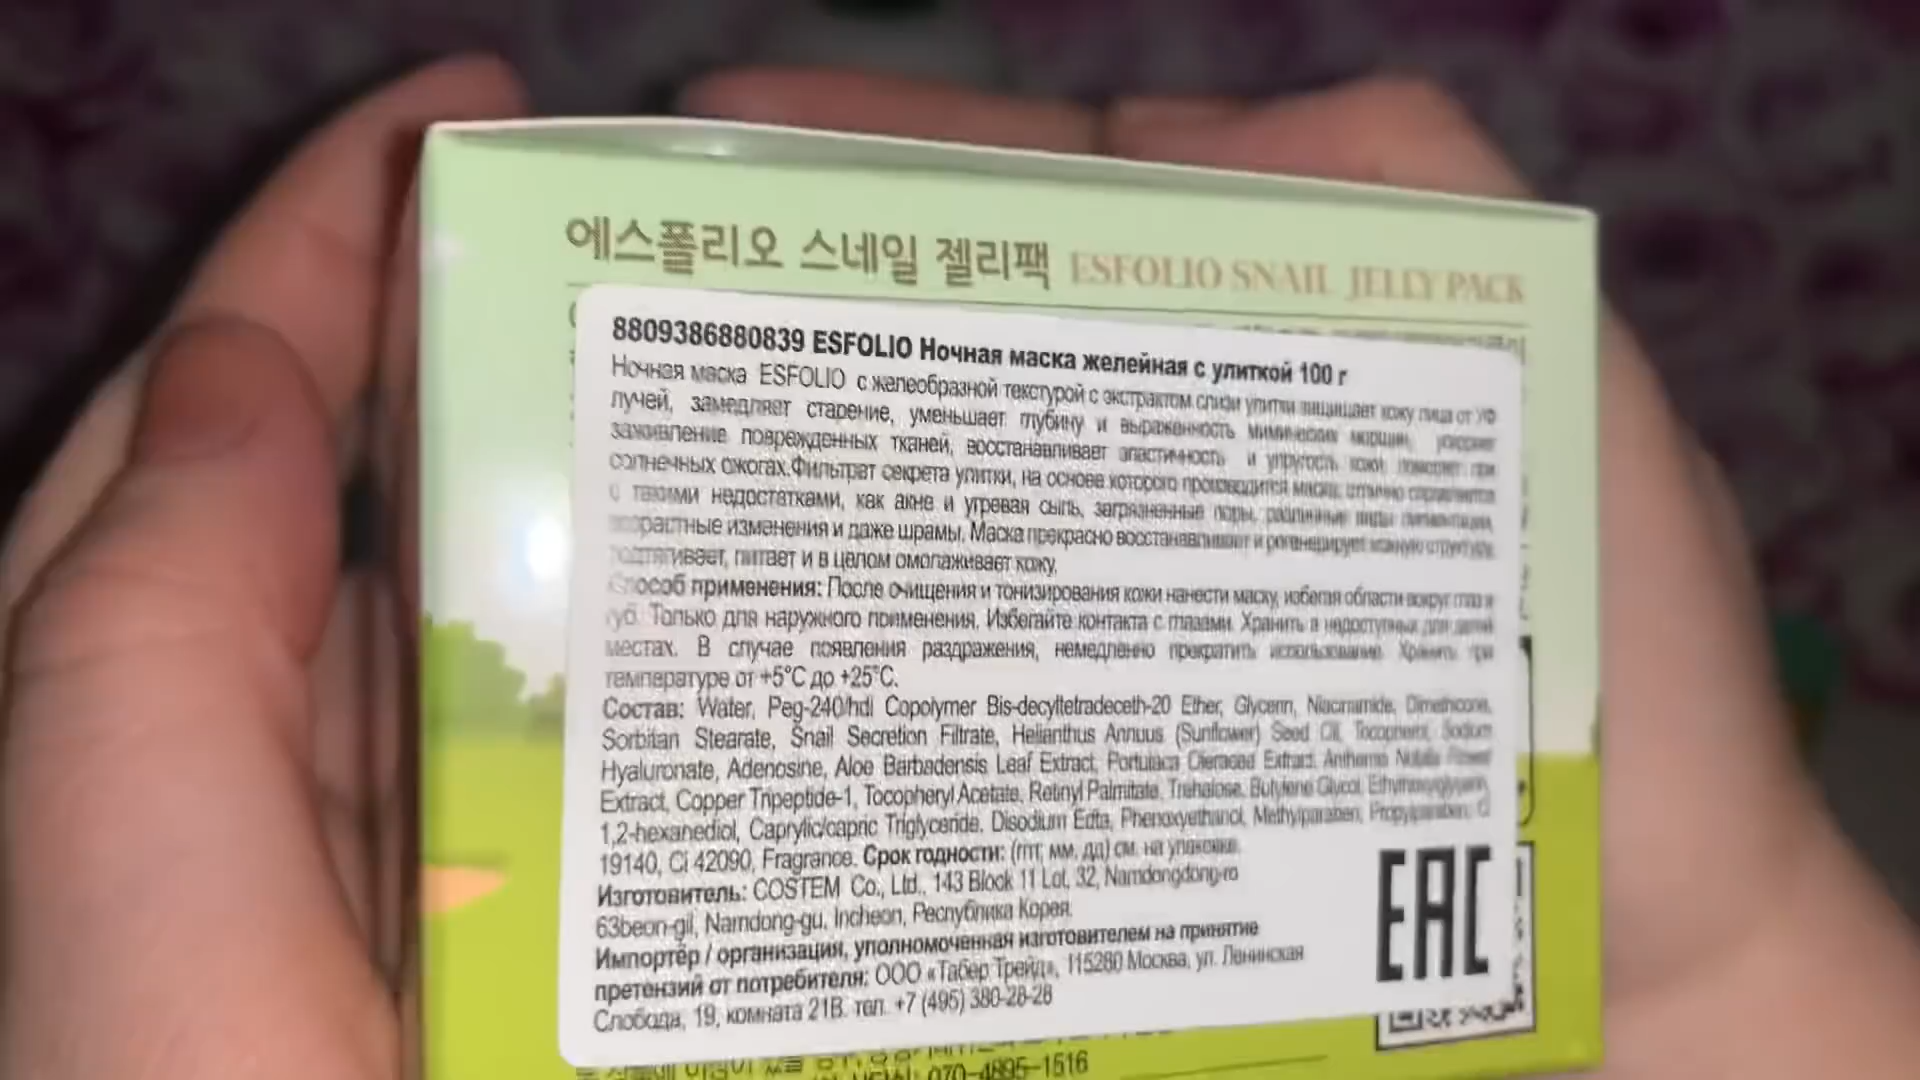 에스폴리오 스네일 젤리팩 ESFOLIO SNAIL JELLY PACK
8809386880839 ESFOLIO Ночная маска желейная с улиткой 100 г
Ночная маска ESFOLIO с желеобразной текстурой с экстрактом слизи улитки защищает кожу лица от УФ
лучей, замедляет старение, уменьшает глубину и выраженность мимических морщин, ускоряет
заживление поврежденных тканей, восстанавливает эластичность и упругость кожи, помогает при
солнечных ожогах.Фильтрат секрета улитки, на основе которого производится маска, отлично справляется
с такими недостатками, как акне и угревая сыпь, загрязненные поры, различные виды пигментации,
возрастные изменения и даже шрамы. Маска прекрасно восстанавливает и регенерирует кожную структуру,
подтягивает, питает и в целом омолаживает кожу.
Способ применения: После очищения и тонизирования кожи нанести маску, избегая области вокруг глаз и
губ. Только для наружного применения. Избегайте контакта с глазами. Хранить в недоступных для детей
местах. В случае появления раздражения, немедленно прекратить использование. Хранить при
температуре от +5°C до +25°C.
Состав: Water, Peg-240/hdi Copolymer Bis-decyltetradeceth-20 Ether, Glycerin, Niacinamide, Dimethicone,
Sorbitan Stearate, Snail Secretion Filtrate, Helianthus Annuus (Sunflower) Seed Oil, Tocopherol, Sodium
Hyaluronate, Adenosine, Aloe Barbadensis Leaf Extract, Portulaca Oleracea Extract, Anthemis Nobilis Flower
Extract, Copper Tripeptide-1, Tocopheryl Acetate, Retinyl Palmitate, Trehalose, Butylene Glycol, Ethylhexylglycerin,
1,2-hexanediol, Caprylic/capric Triglyceride, Disodium Edta, Phenoxyethanol, Methylparaben, Propylparaben, CI
19140, CI 42090, Fragrance. Срок годности: (гггг, мм, дд) см. на упаковке.
Изготовитель: COSTEM Co., Ltd., 143 Block 11 Lot, 32, Namdongdong-ro
63beon-gil, Namdong-gu, Incheon, Республика Корея.
Импортёр / организация, уполномоченная изготовителем на принятие
претензий от потребителя: ООО «Табер Трейд», 115280 Москва, ул. Ленинская
Слобода, 19, комната 21В. тел. +7 (495) 380-28-28
EAC
070-4895-1516